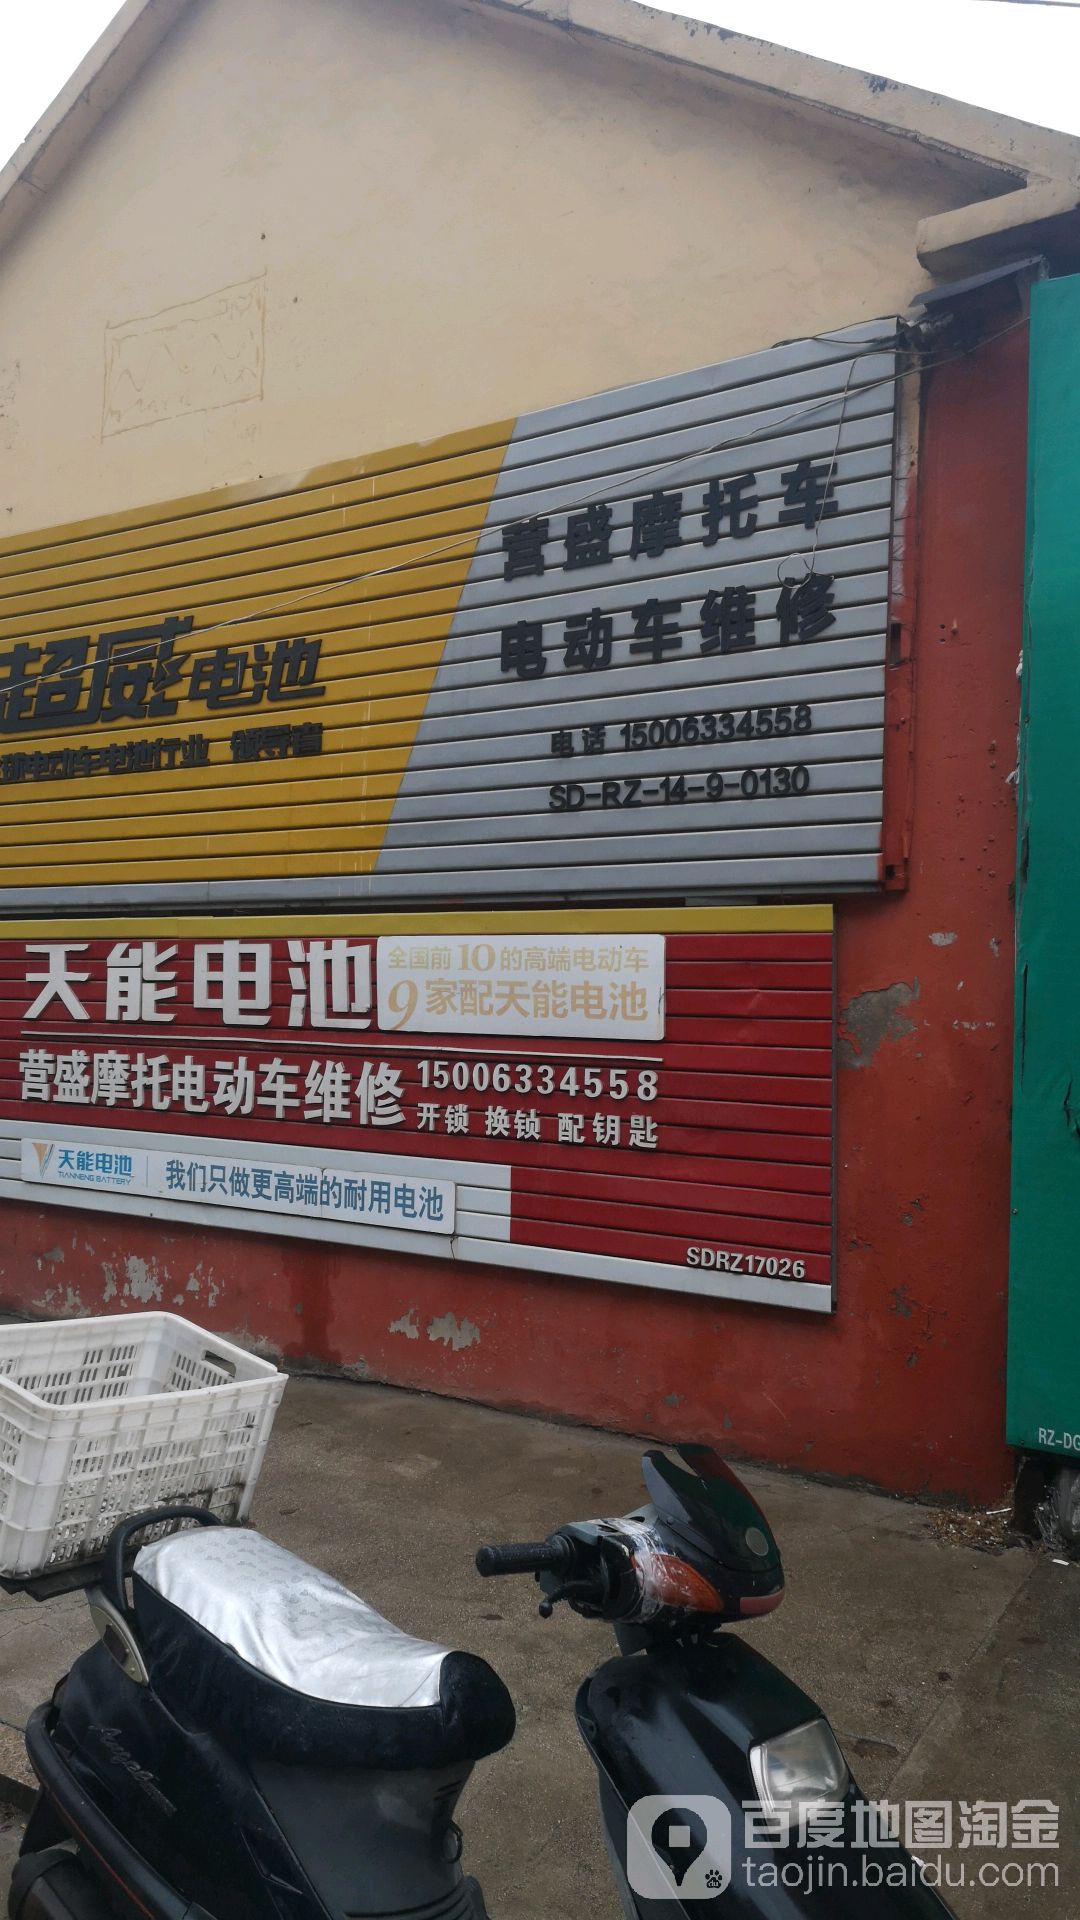 营盛摩托车
电动车维修
超威电池
电动车电池行业 领导者
电话 15006334558
SD-RZ-14-9-0130
天能电池
全国前10的高端电动车
9家配天能电池
营盛摩托电动车维修
15006334558
开锁 换锁 配钥匙
天能电池
TIANNENG BATTERY
我们只做更高端的耐用电池
SDRZ17026
RZ-DG
百度地图淘金
taojin.baidu.com